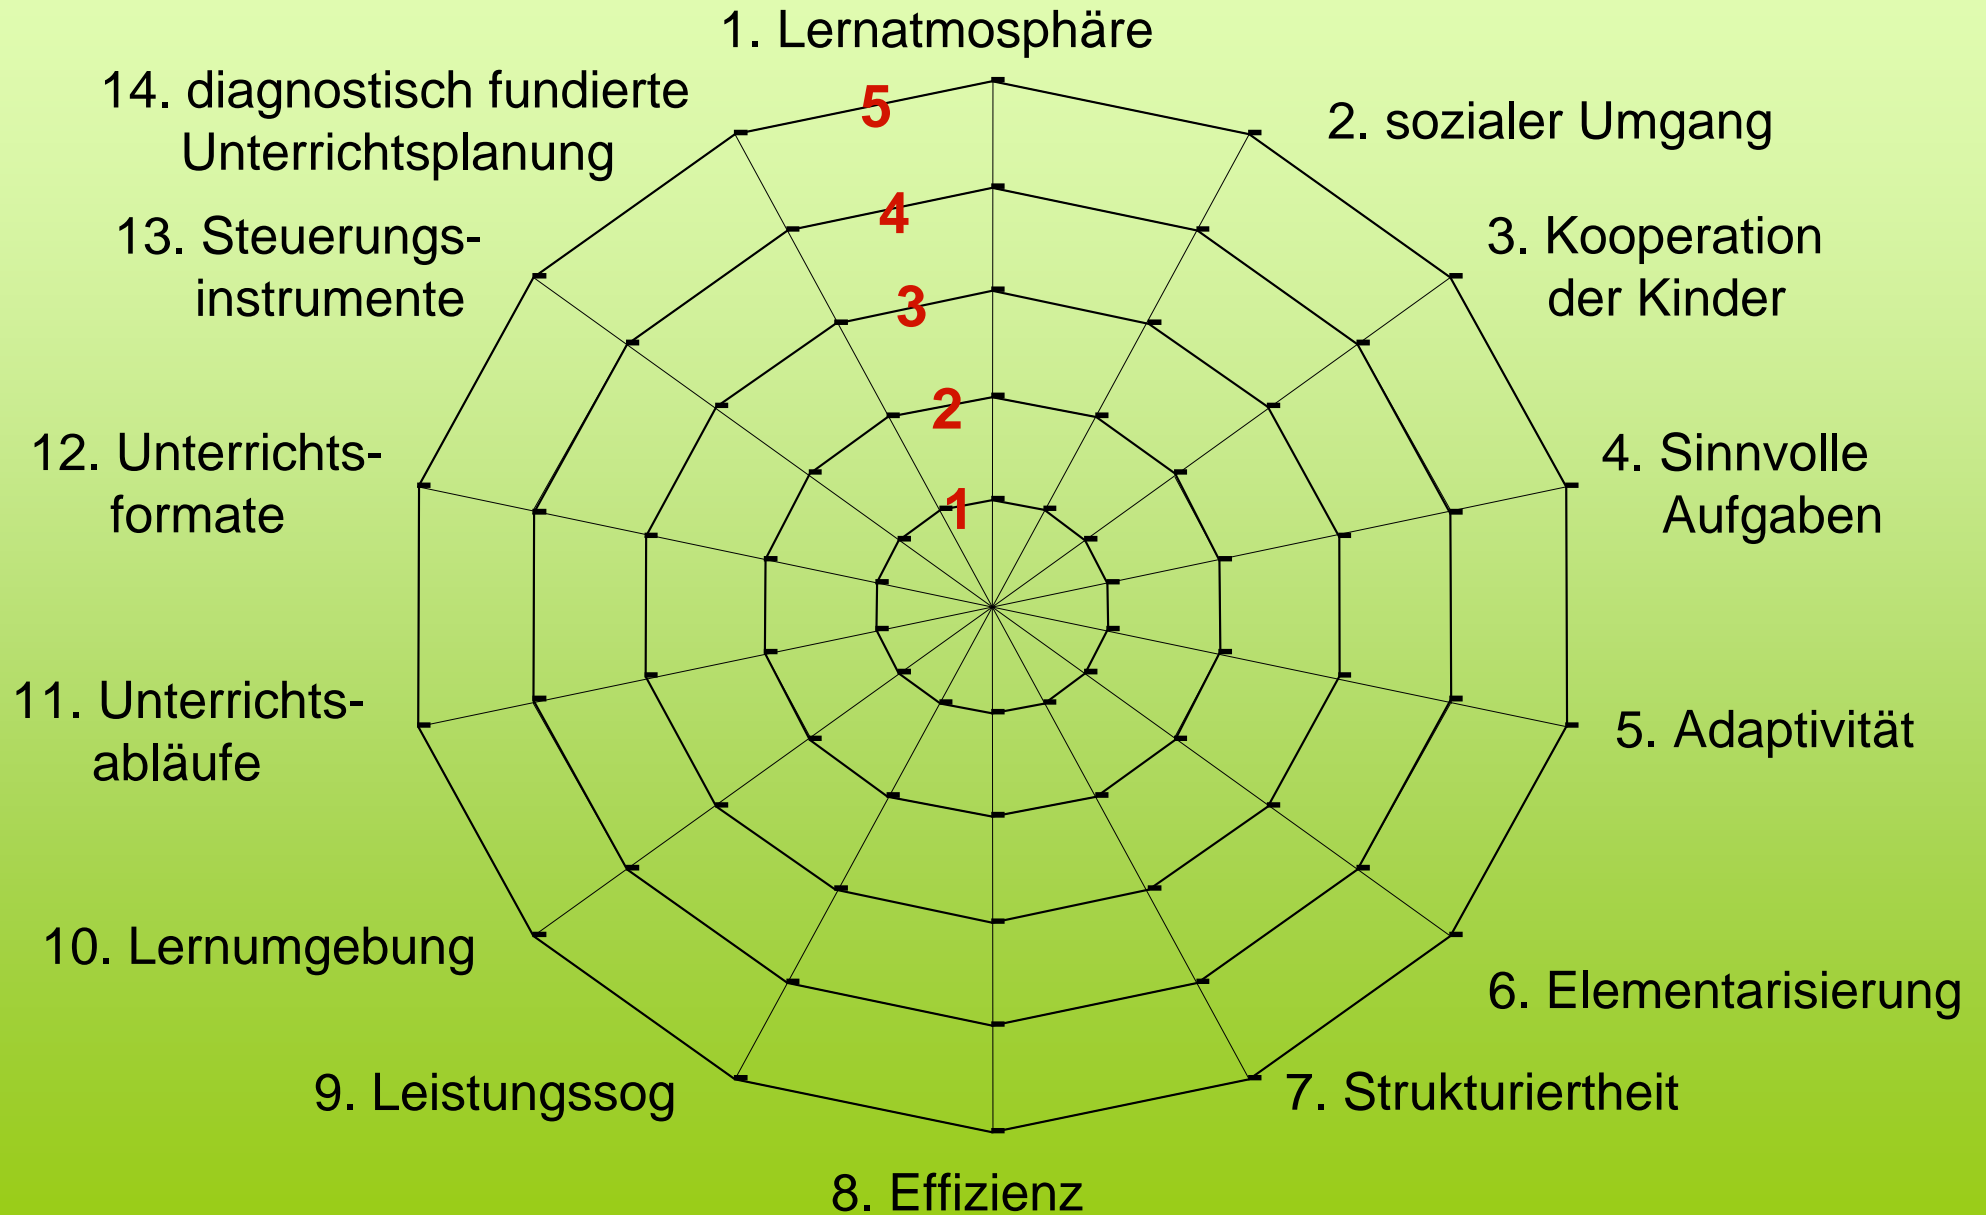 1. Lernatmosphäre
2. sozialer Umgang
3. Kooperation
der Kinder
4. Sinnvolle
Aufgaben
5. Adaptivität
6. Elementarisierung
7. Strukturiertheit
8. Effizienz
9. Leistungssog
10. Lernumgebung
11. Unterrichts-
abläufe
12. Unterrichts-
formate
13. Steuerungs-
instrumente
14. diagnostisch fundierte
Unterrichtsplanung
5
4
3
2
1